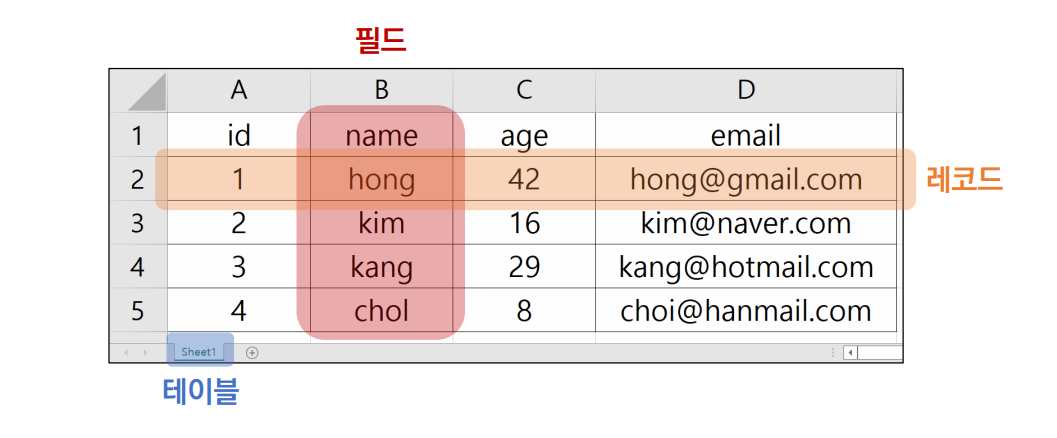 필드
A B C D
1 id name age email
2 1 hong 42 hong@gmail.com 레코드
3 2 kim 16 kim@naver.com
4 3 kang 29 kang@hotmail.com
5 4 chol 8 choi@hanmail.com
Sheet1
테이블